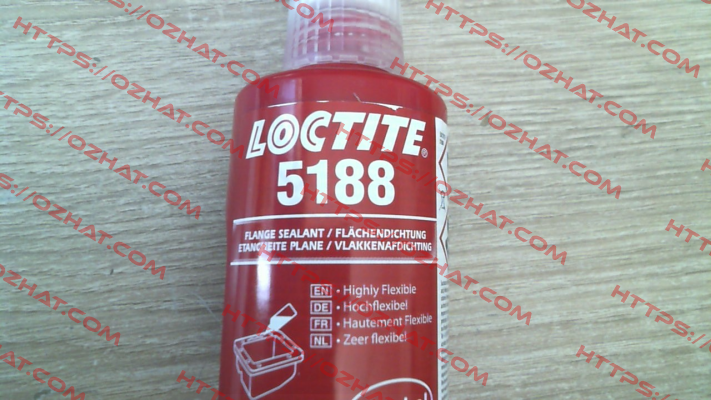 LOCTITE®
5188
FLANGE SEALANT / FLÄCHENDICHTUNG
ETANCHEITE PLANE / VLAKKENAFDICHTING
EN • Highly Flexible
DE • Hochflexibel
FR • Hautement Flexible
NL • Zeer flexibel
HTTPS://OZHAT.COM